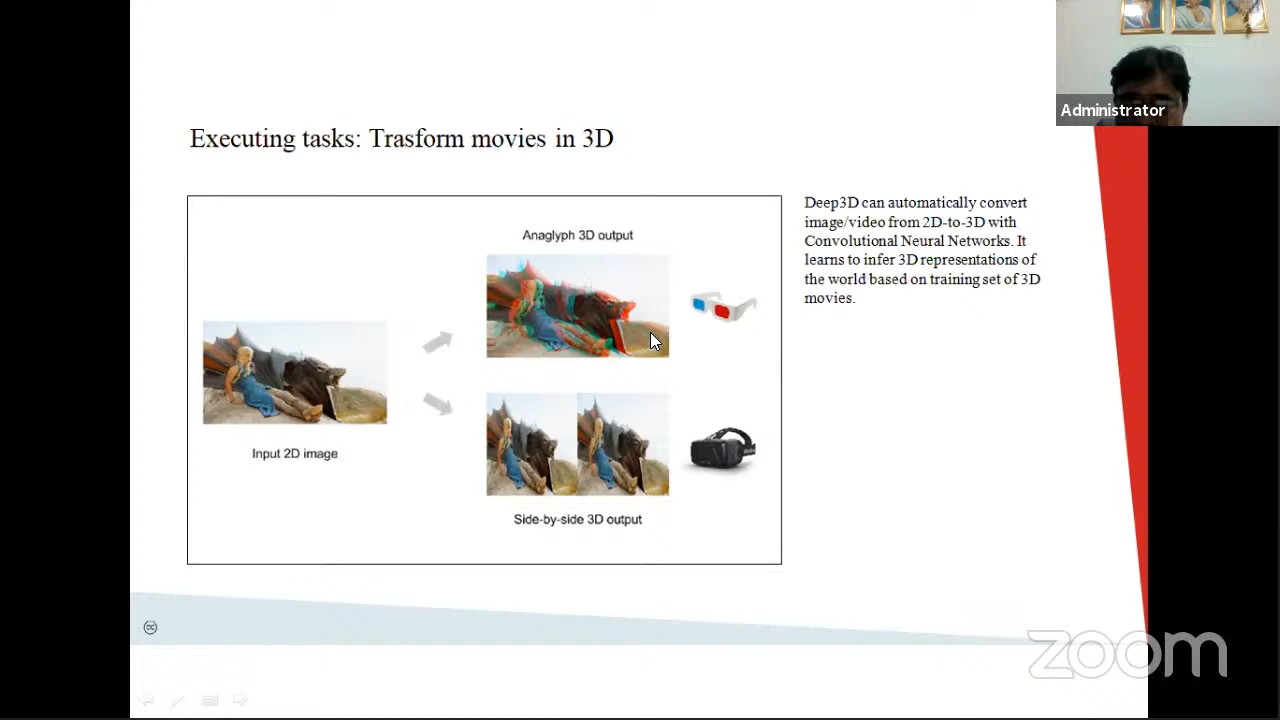 Administrator
Executing tasks: Trasform movies in 3D
Anaglyph 3D output
Input 2D image
Side-by-side 3D output
Deep3D can automatically convert
image/video from 2D-to-3D with
Convolutional Neural Networks. It
learns to infer 3D representations of
the world based on training set of 3D
movies.
cc
zoom